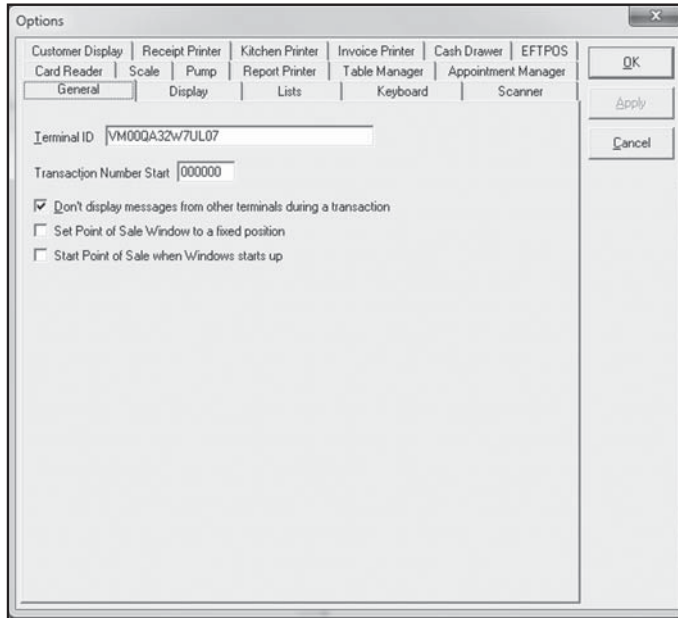 Options
Customer Display Receipt Printer Kitchen Printer Invoice Printer Cash Drawer EFTPOS
Card Reader Scale Pump Report Printer Table Manager Appointment Manager
General Display Lists Keyboard Scanner
Terminal ID VM00QA32W7UL07
Transaction Number Start 000000
Don't display messages from other terminals during a transaction
Set Point of Sale Window to a fixed position
Start Point of Sale when Windows starts up
OK
Apply
Cancel